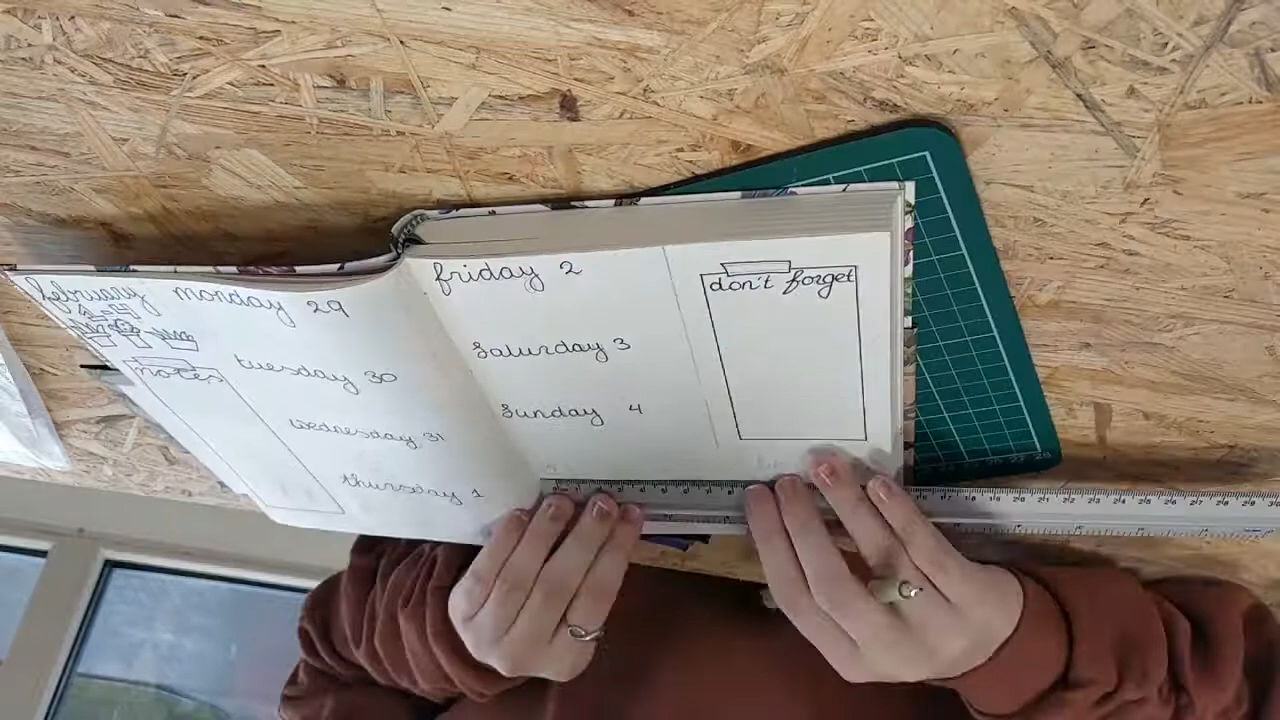 february
monday 29
notes
tuesday 30
wednesday 31
thursday 1
friday 2
saturday 3
sunday 4
don't forget